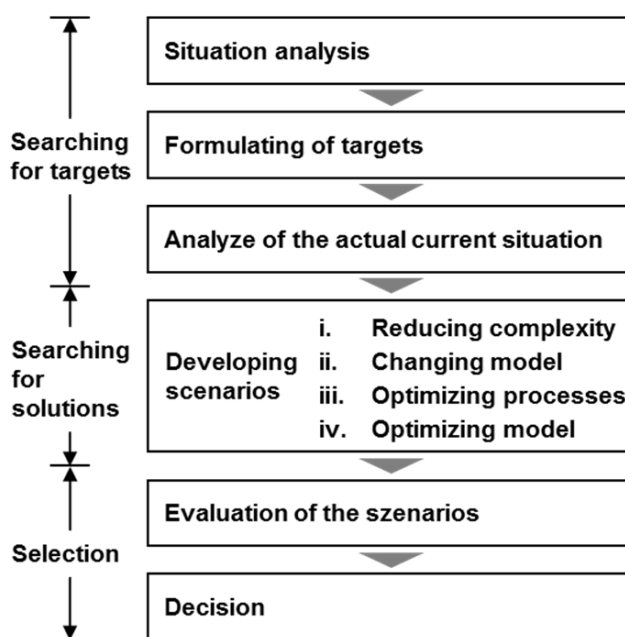 Situation analysis
Searching
for targets
Formulating of targets
Analyze of the actual current situation
Searching
for
solutions
Developing
scenarios
i. Reducing complexity
ii. Changing model
iii. Optimizing processes
iv. Optimizing model
Selection
Evaluation of the szenarios
Decision